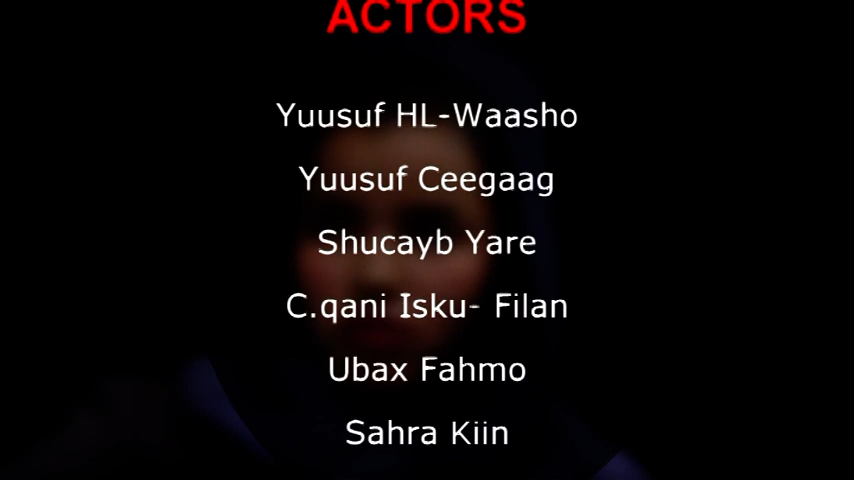 ACTORS
Yuusuf HL-Waasho
Yuusuf Ceegaag
Shucayb Yare
C.qani Isku- Filan
Ubax Fahmo
Sahra Kiin